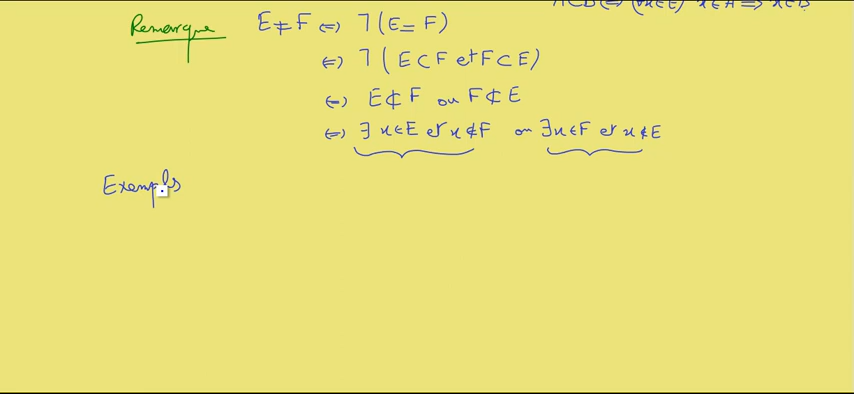 A⊂B ⇔ (∀x∈E) x∈A ⇒ x∈B
Remarque E ≠ F ⇔ ⅂(E = F)
⇔ ⅂(E⊂F et F⊂E)
⇔ E⊄F ou F⊄E
⇔ ∃ x∈E et x∉F ou ∃x∈F et x∉E
Exemples